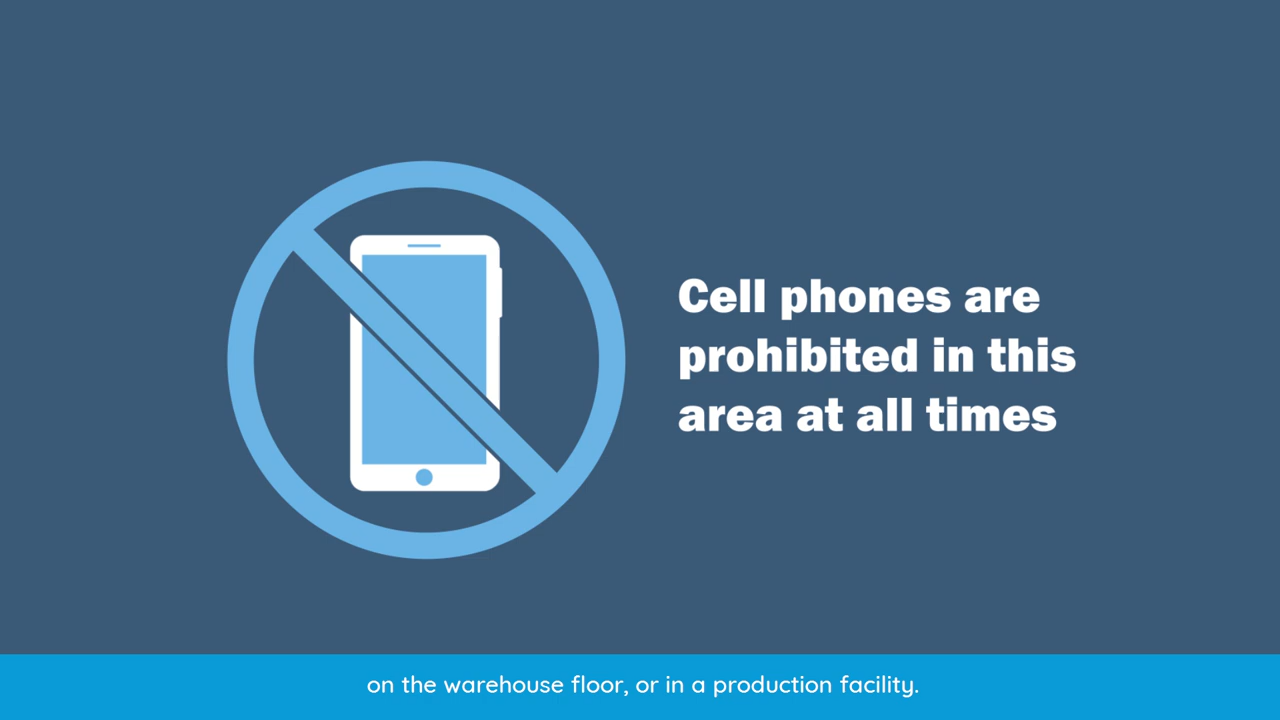 Cell phones are
prohibited in this
area at all times
on the warehouse floor, or in a production facility.